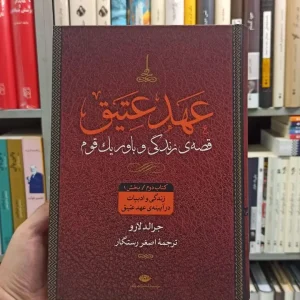 عهد عتیق
قصه‌ی زندگی و باور یک قوم
کتاب دوم / بخش ۱
زندگی و ادبیات
در آیینه‌ی عهد عتیق
جرالد لارو
ترجمهٔ اصغر رستگار